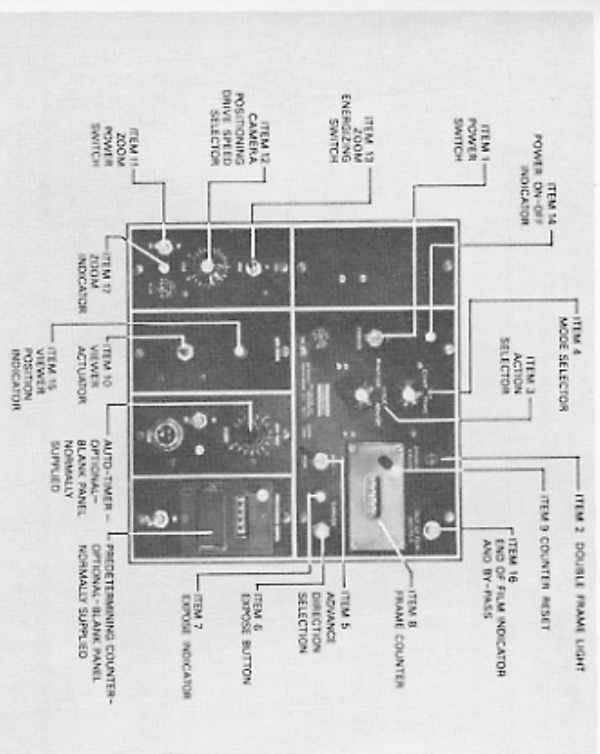 ITEM 14
POWER ON-OFF
INDICATOR
ITEM 1
POWER
SWITCH
ITEM 13
ZOOM
ENERGIZING
SWITCH
ITEM 12
CAMERA
POSITIONING
DRIVE SPEED
SELECTOR
ITEM 11
ZOOM
POWER
SWITCH
ITEM 4
MODE SELECTOR
ITEM 3
ACTION
SELECTOR
ITEM 17
ZOOM
INDICATOR
ITEM 10
VIEWER
ACTUATOR
ITEM 15
VIEWER
POSITION
INDICATOR
ITEM 2 DOUBLE FRAME LIGHT
ITEM 9 COUNTER RESET
ITEM 16
END OF FILM INDICATOR
AND BY-PASS
ITEM 8
FRAME COUNTER
ITEM 5
ADVANCE
DIRECTION
SELECTION
ITEM 6
EXPOSE BUTTON
ITEM 7
EXPOSE INDICATOR
AUTO-TIMER -
OPTIONAL-
BLANK PANEL
NORMALLY
SUPPLIED
PREDETERMINING COUNTER-
OPTIONAL-BLANK PANEL
NORMALLY SUPPLIED